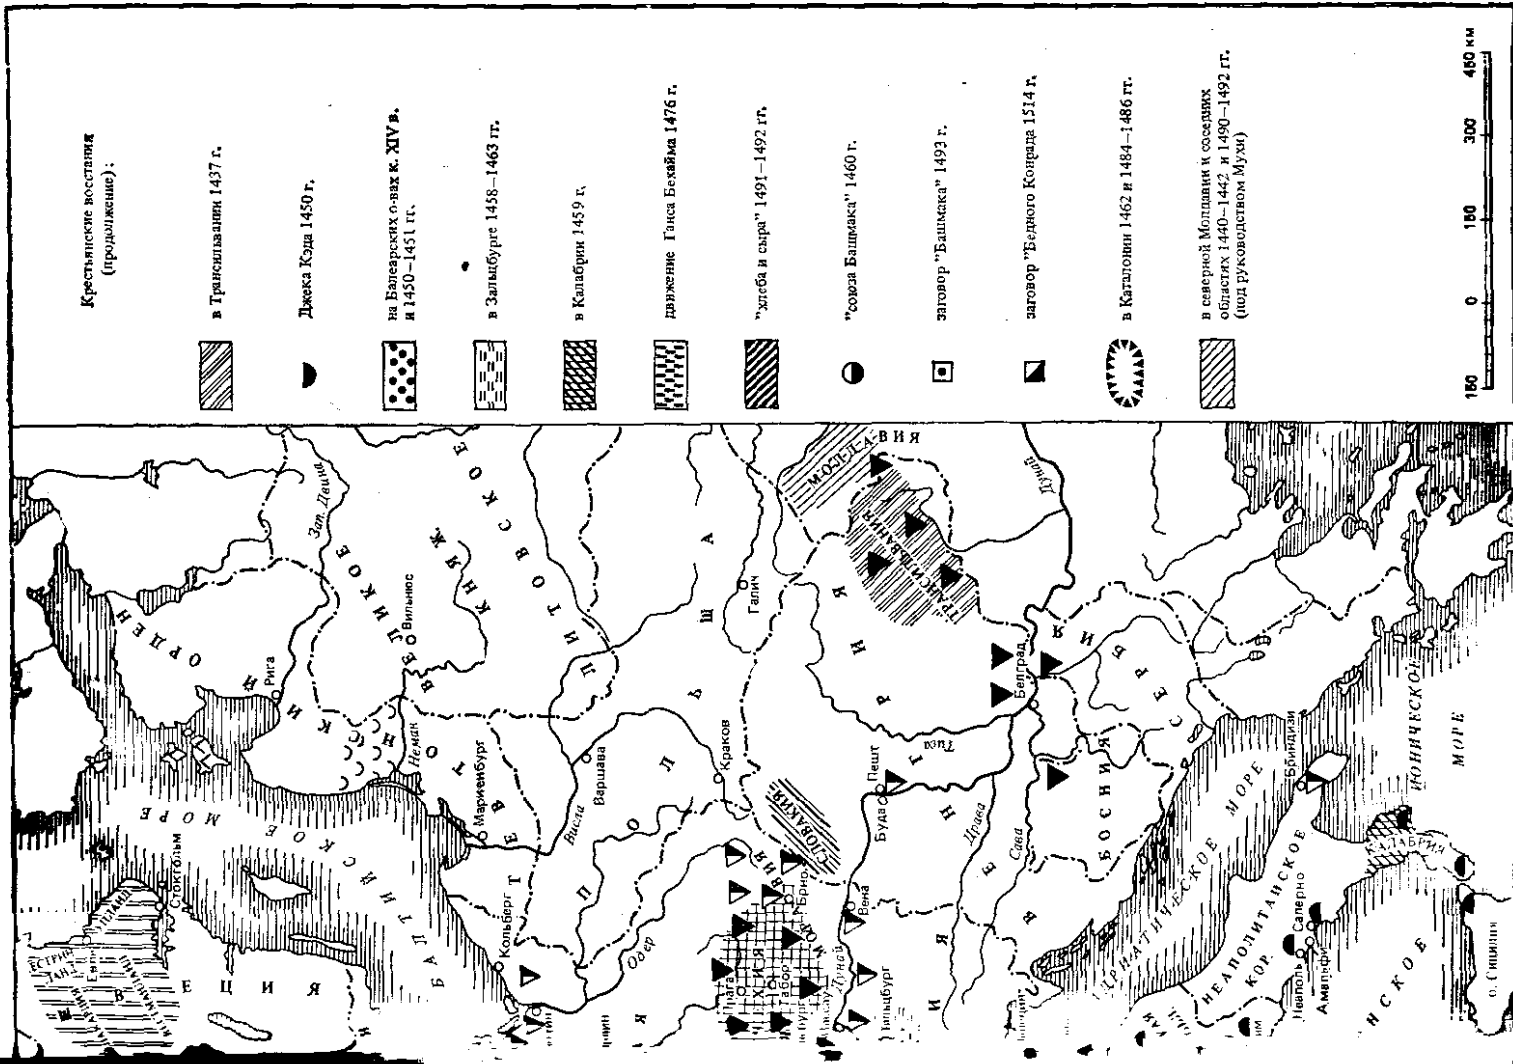 Крестьянские восстания
(продолжение):
в Трансильвании 1437 г.
Джека Кэда 1450 г.
на Балеарских о-вах к. XIV в.
и 1450—1451 гг.
в Зальцбурге 1458—1463 гг.
в Калабрии 1459 г.
движение Ганса Бехайма 1476 г.
"хлеба и сыра" 1491—1492 гг.
"союза Башмака" 1460 г.
заговор "Башмака" 1493 г.
заговор "Бедного Конрада 1514 г.
в Каталонии 1462 и 1484—1486 гг.
в северной Молдавии и соседних
областях 1440—1442 и 1490—1492 гг.
(под руководством Мухи)
150 0 150 300 450 км
Стокгольм
БАЛТИЙСКОЕ МОРЕ
ТЕВТОНСКИЙ ОРДЕН
Рига
Зап. Двина
ВЕЛИКОЕ
КНЯЖ.
ЛИТОВСКОЕ
Вильнюс
Неман
Мариенбург
Кольберг
Висла
Варшава
ПОЛЬША
Одер
Краков
Галич
СЛОВАКИЯ
МОЛДАВИЯ
ТРАНСИЛЬВАНИЯ
Прага
ЧЕХИЯ
Табор
Брно
Вена
Дунай
Буда
Пешт
Тиса
ВЕНГРИЯ
Драва
Сава
Белград
Дунай
БОСНИЯ
СЕРБИЯ
АДРИАТИЧЕСКОЕ МОРЕ
НЕАПОЛИТАНСКОЕ
КОР.
Неаполь
Салерно
Амальфи
Бриндизи
КАЛАБРИЯ
о. Сицилия
ИОНИЧЕСКОЕ
МОРЕ
НСКОЕ